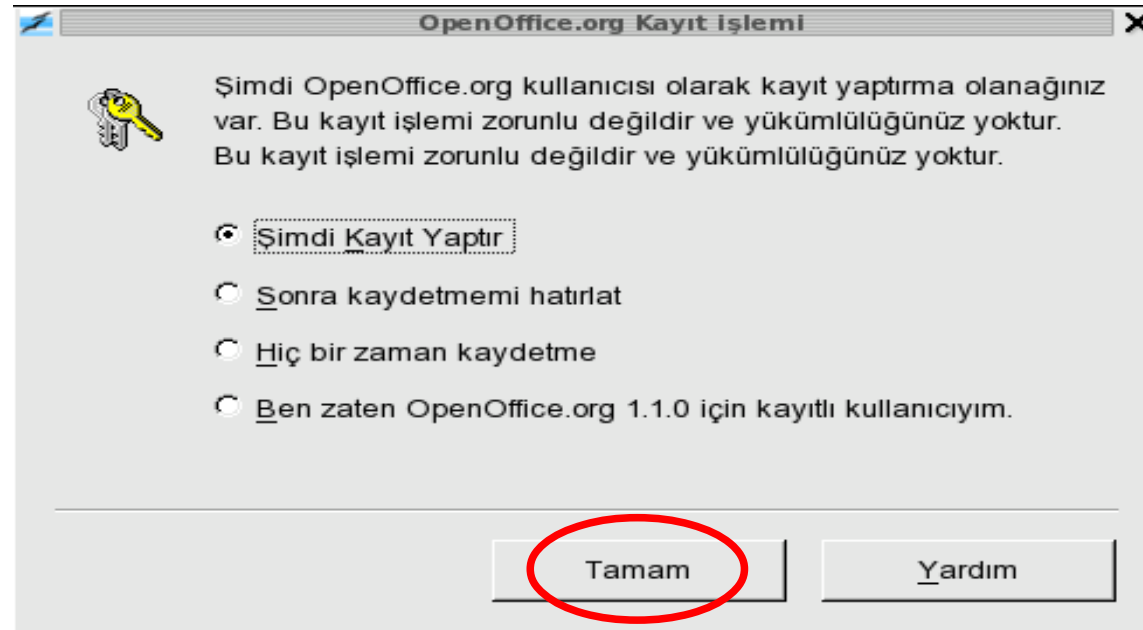 OpenOffice.org Kayıt işlemi
Şimdi OpenOffice.org kullanıcısı olarak kayıt yaptırma olanağınız
var. Bu kayıt işlemi zorunlu değildir ve yükümlülüğünüz yoktur.
Bu kayıt işlemi zorunlu değildir ve yükümlülüğünüz yoktur.
Şimdi Kayıt Yaptır
Sonra kaydetmemi hatırlat
Hiç bir zaman kaydetme
Ben zaten OpenOffice.org 1.1.0 için kayıtlı kullanıcıyım.
Tamam
Yardım